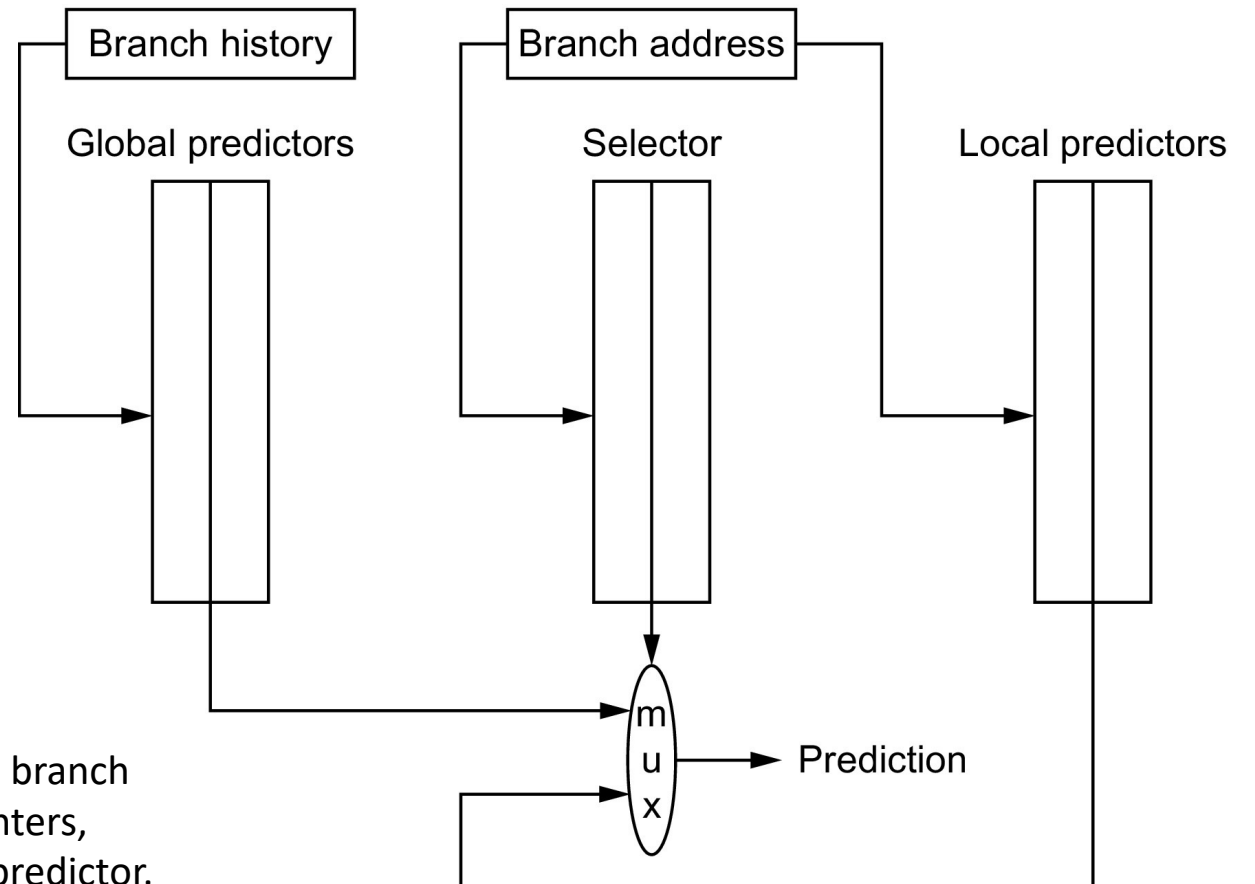 Branch history
Branch address
Global predictors
Selector
Local predictors
m
u
x
Prediction
branch
nters,
predictor.